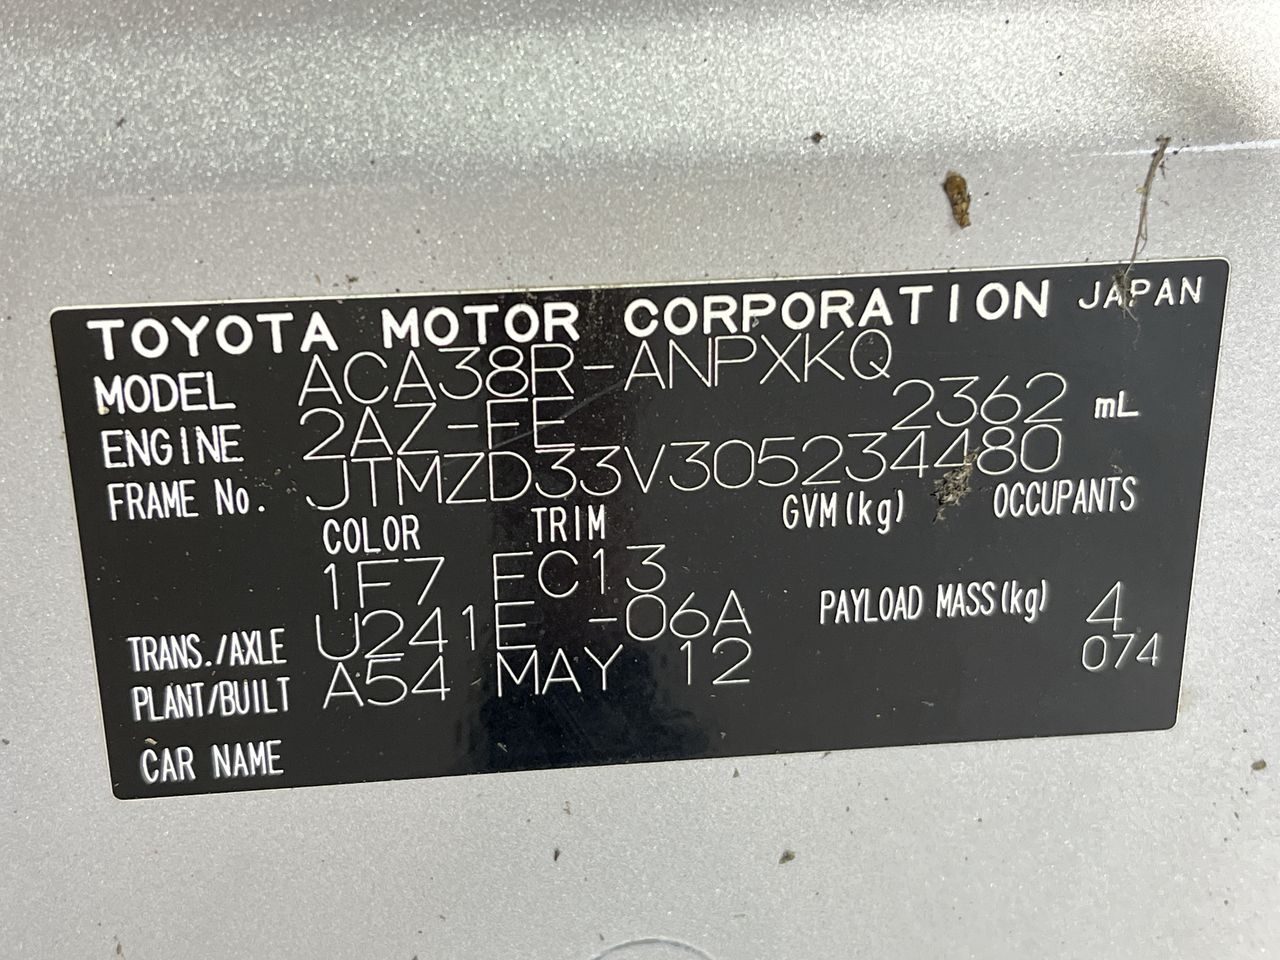 TOYOTA MOTOR CORPORATION JAPAN
MODEL ACA38R-ANPXKQ
ENGINE 2AZ-FE 2362 mL
FRAME No. JTMZD33V305234480
COLOR TRIM GVM(kg) OCCUPANTS
1F7 FC13
TRANS./AXLE U241E -06A PAYLOAD MASS(kg) 4
PLANT/BUILT A54 MAY 12 074
CAR NAME